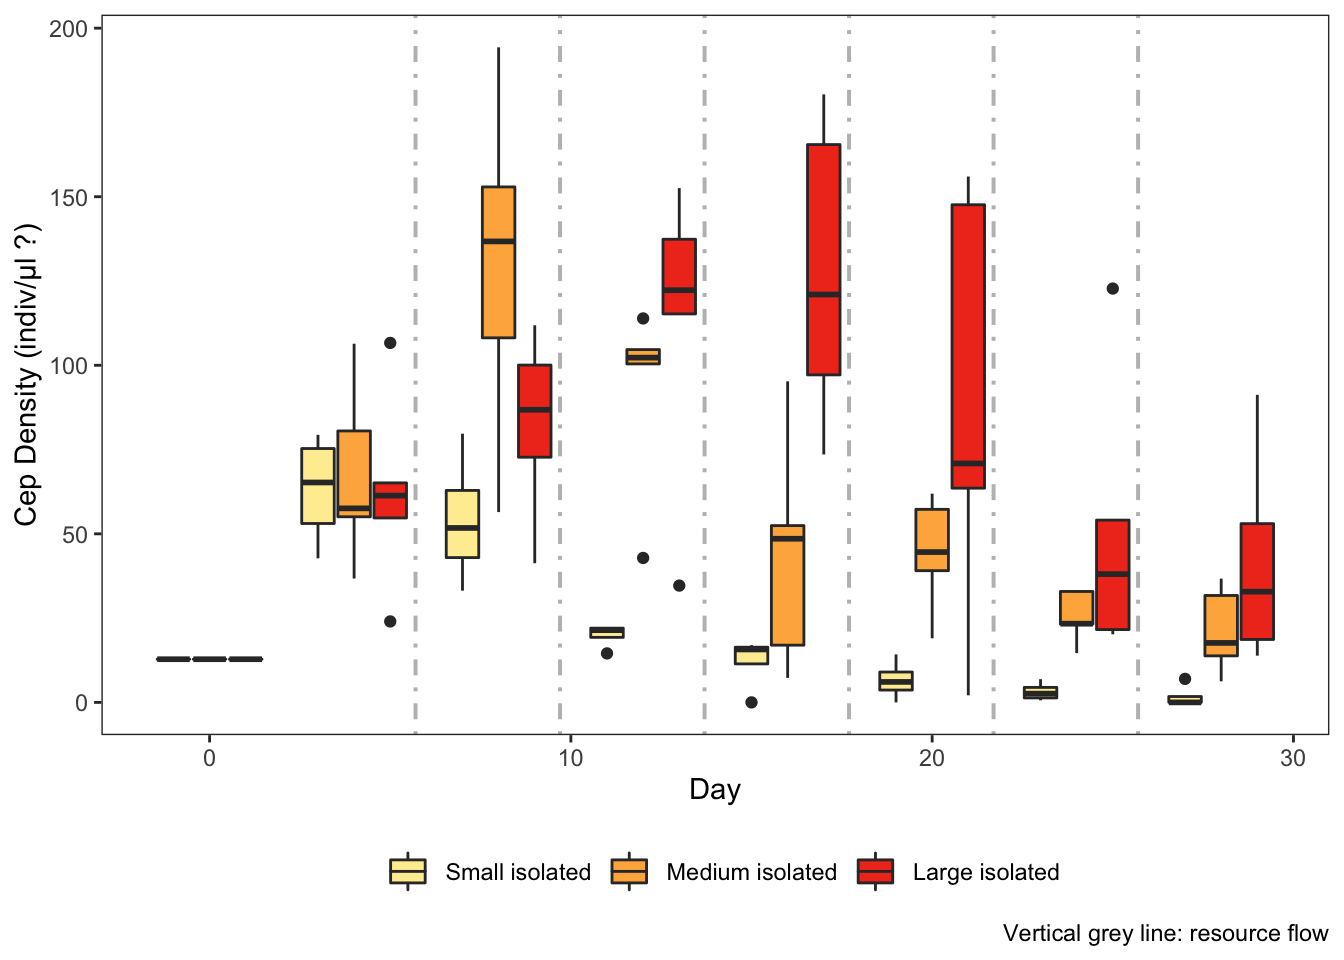 Cep Density (indiv/µl ?)
200
150
100
50
0
0 10 20 30
Day
Small isolated Medium isolated Large isolated
Vertical grey line: resource flow